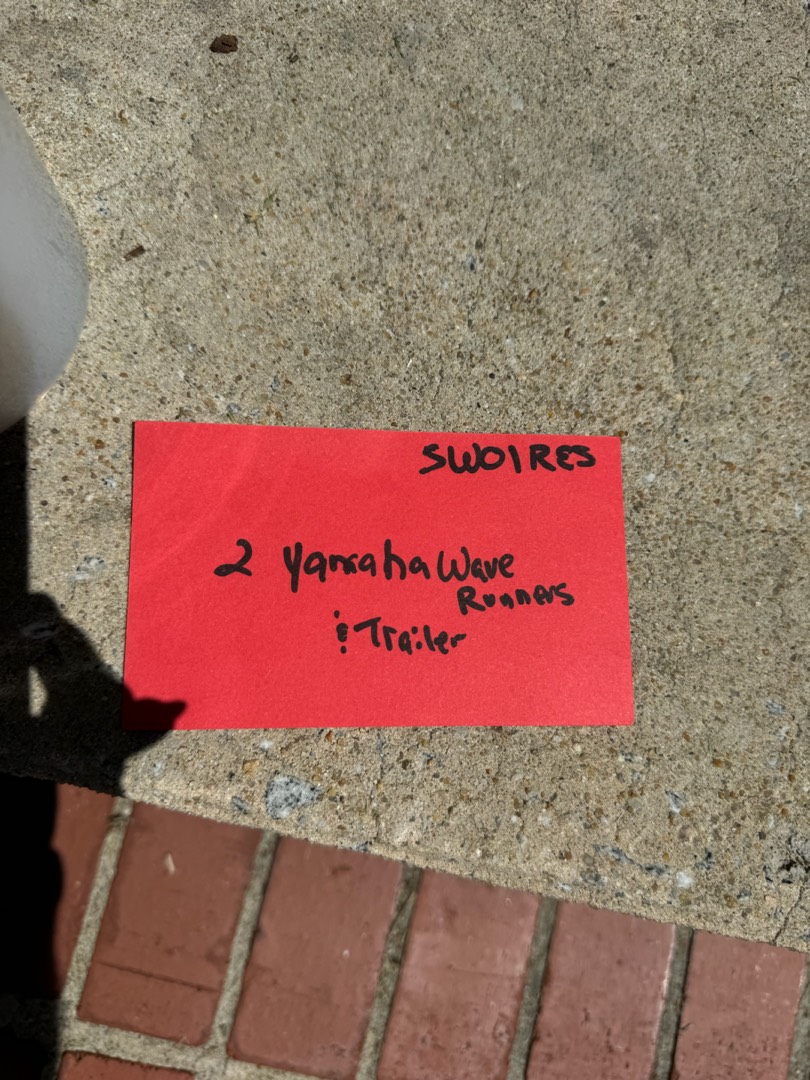 SWOIRES
2 Yamaha Wave
Runners
& Trailer